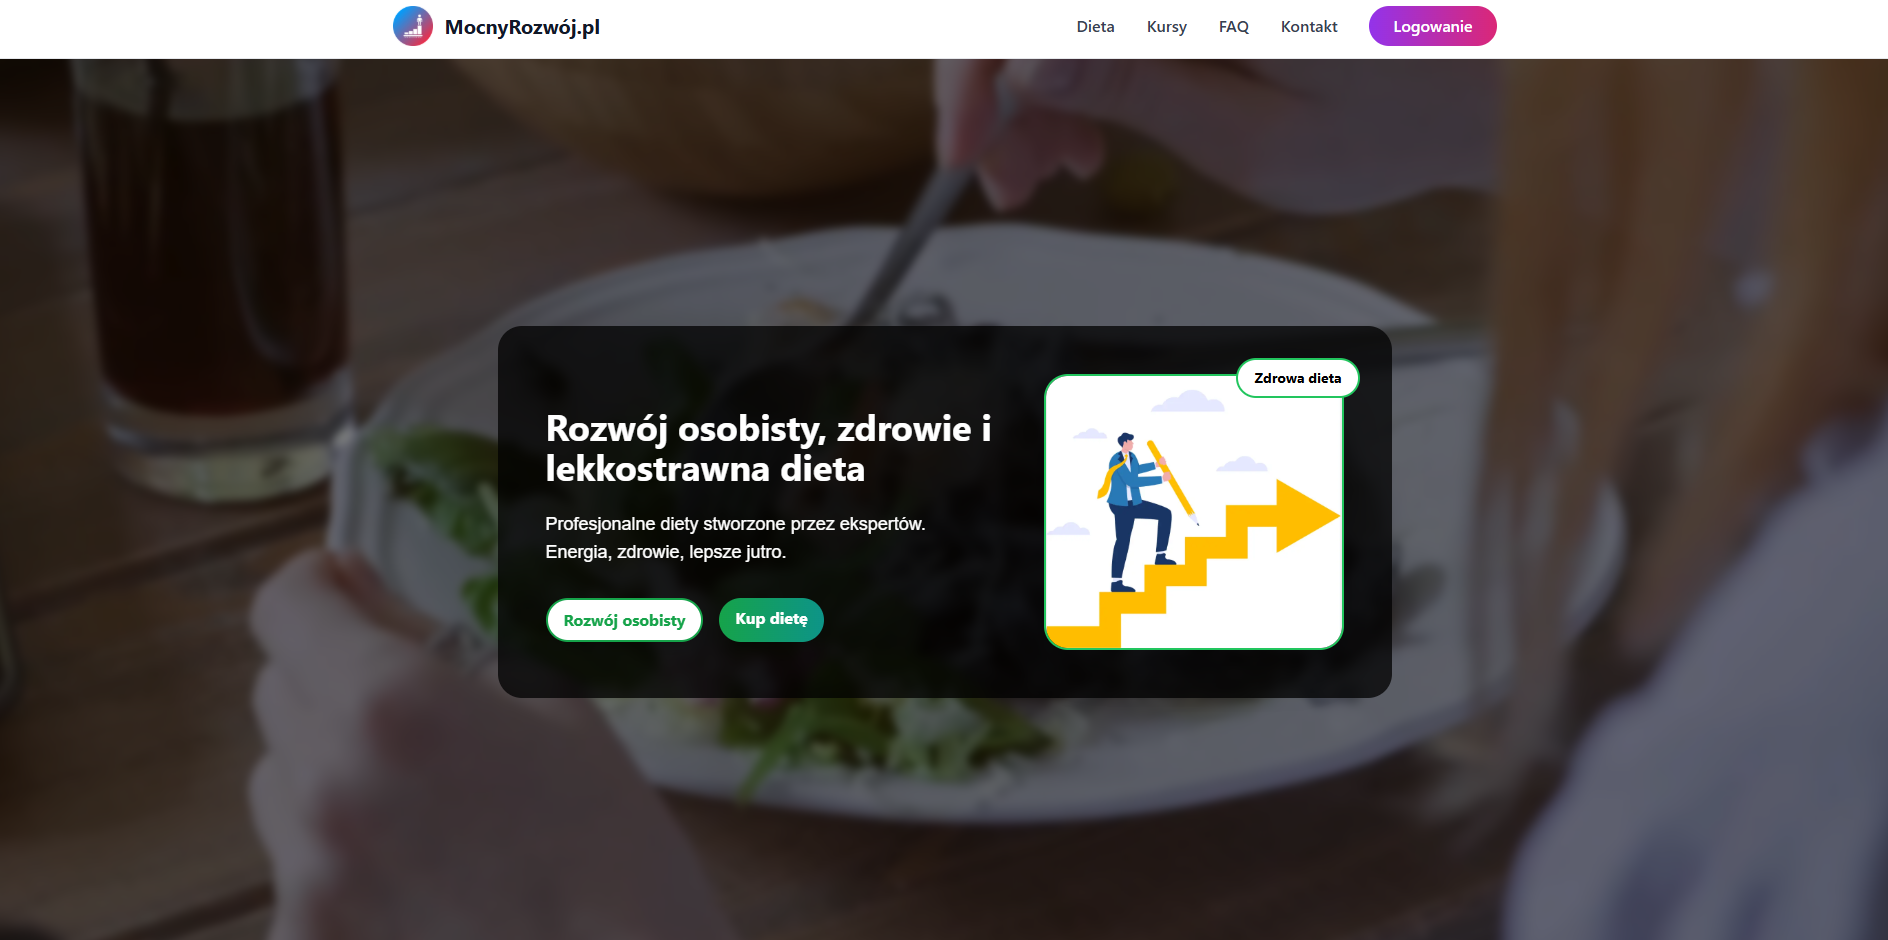 MocnyRozwój.pl
Dieta
Kursy
FAQ
Kontakt
Logowanie
Zdrowa dieta
Rozwój osobisty, zdrowie i
lekkostrawna dieta
Profesjonalne diety stworzone przez ekspertów.
Energia, zdrowie, lepsze jutro.
Rozwój osobisty
Kup dietę